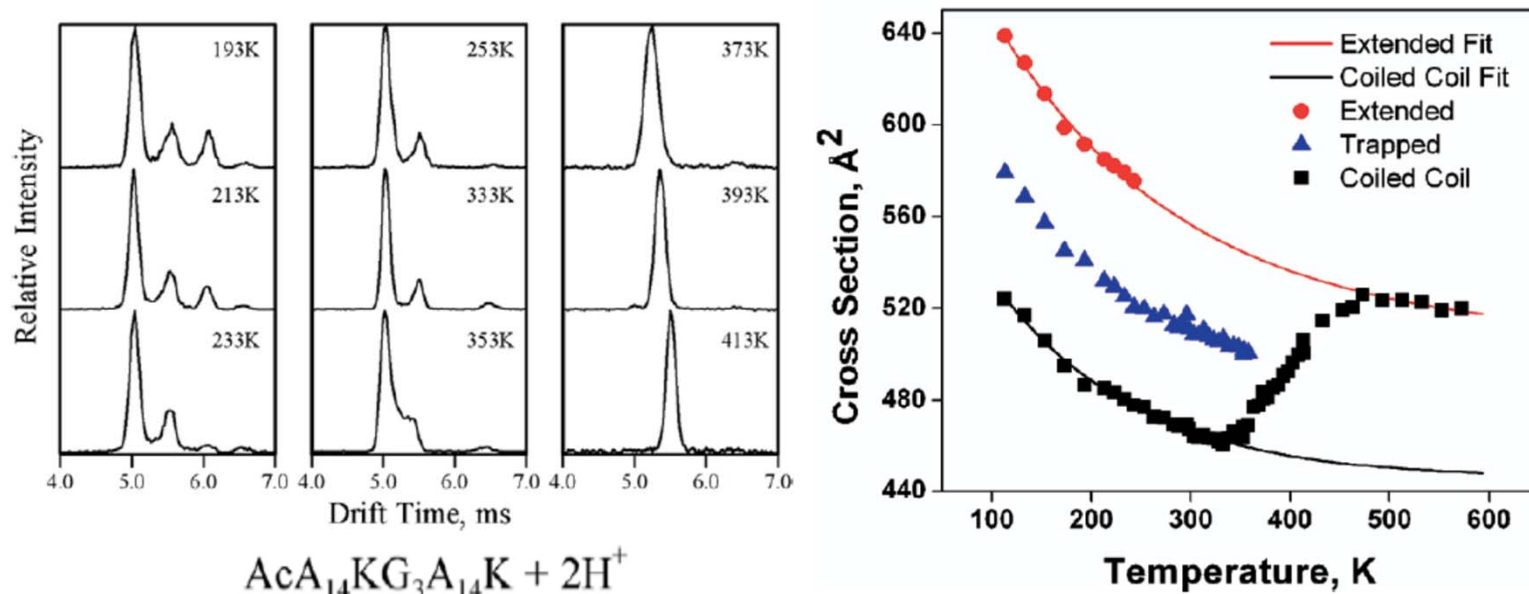 193K
253K
373K
213K
333K
393K
233K
353K
413K
Relative Intensity
4.0 5.0 6.0 7.0 4.0 5.0 6.0 7.0 4.0 5.0 6.0 7.0
Drift Time, ms
AcA₁₄KG₃A₁₄K + 2H⁺
640
600
560
520
480
440
Cross Section, Å²
Extended Fit
Coiled Coil Fit
Extended
Trapped
Coiled Coil
100 200 300 400 500 600
Temperature, K